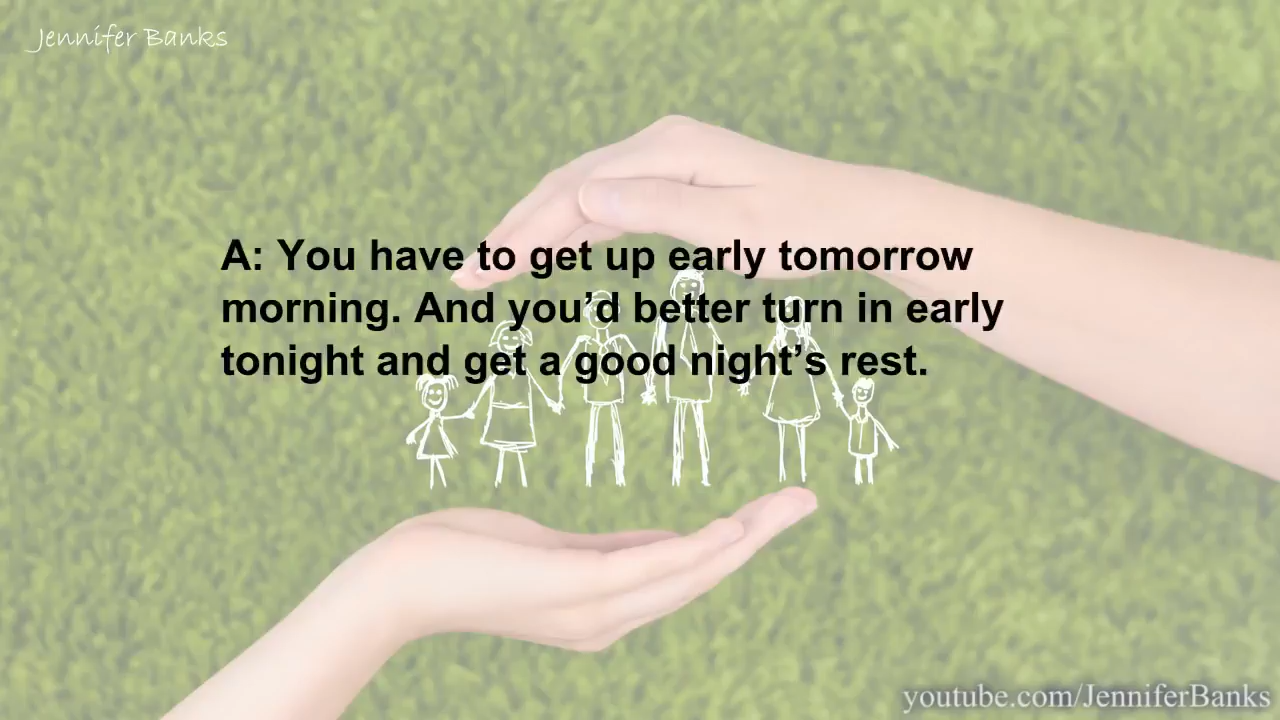 Jennifer Banks
A: You have to get up early tomorrow
morning. And you’d better turn in early
tonight and get a good night’s rest.
youtube.com/JenniferBanks